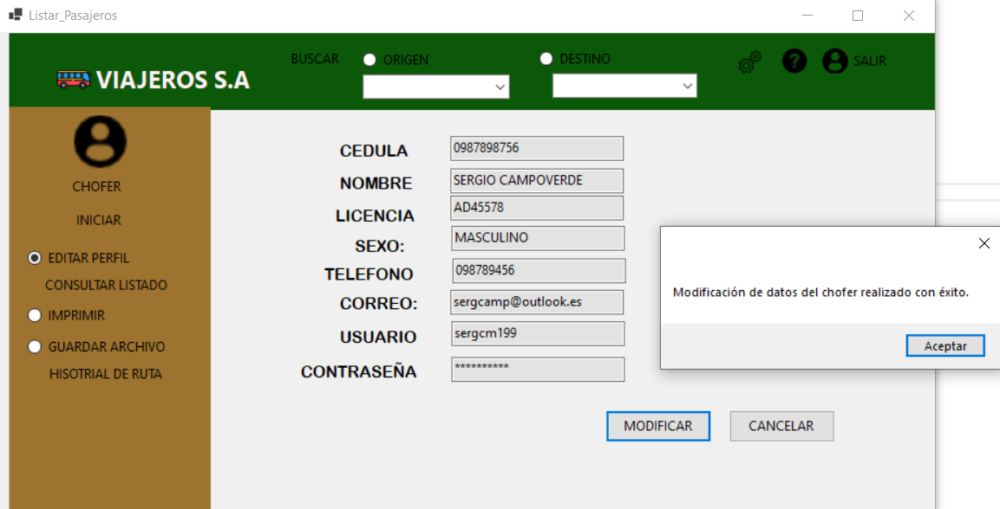 Listar_Pasajeros
BUSCAR ORIGEN DESTINO SALIR
VIAJEROS S.A
CHOFER
INICIAR
EDITAR PERFIL
CONSULTAR LISTADO
IMPRIMIR
GUARDAR ARCHIVO
HISOTRIAL DE RUTA
CEDULA 0987898756
NOMBRE SERGIO CAMPOVERDE
LICENCIA AD45578
SEXO: MASCULINO
TELEFONO 098789456
CORREO: sergcamp@outlook.es
USUARIO sergcm199
CONTRASEÑA **********
MODIFICAR CANCELAR
Modificación de datos del chofer realizado con éxito.
Aceptar